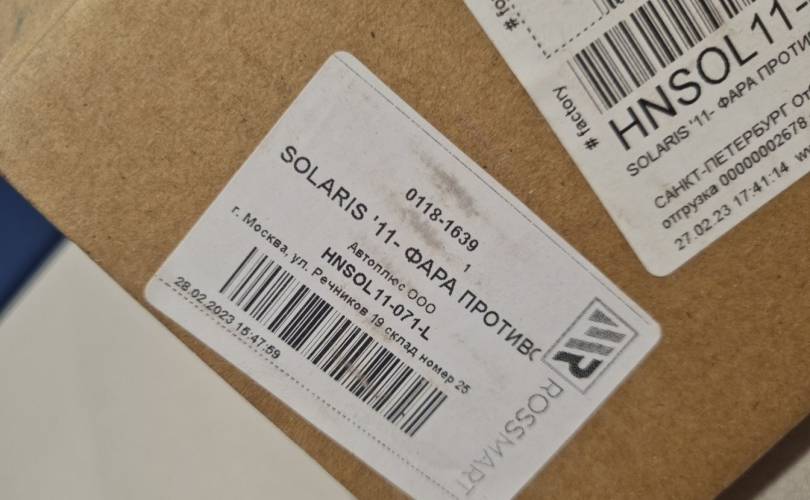 0118-1639
1
SOLARIS '11- ФАРА ПРОТИВО
Автоплюс ООО
HNSOL11-071-L
г. Москва, ул. Речников 19 склад номер 25
28.02.2023 15:47:59
ROSSMART
#factory
HNSOL11-
SOLARIS '11- ФАРА ПРОТИ
САНКТ-ПЕТЕРБУРГ
отгрузка 00000002678
27.02.23 17:41:14